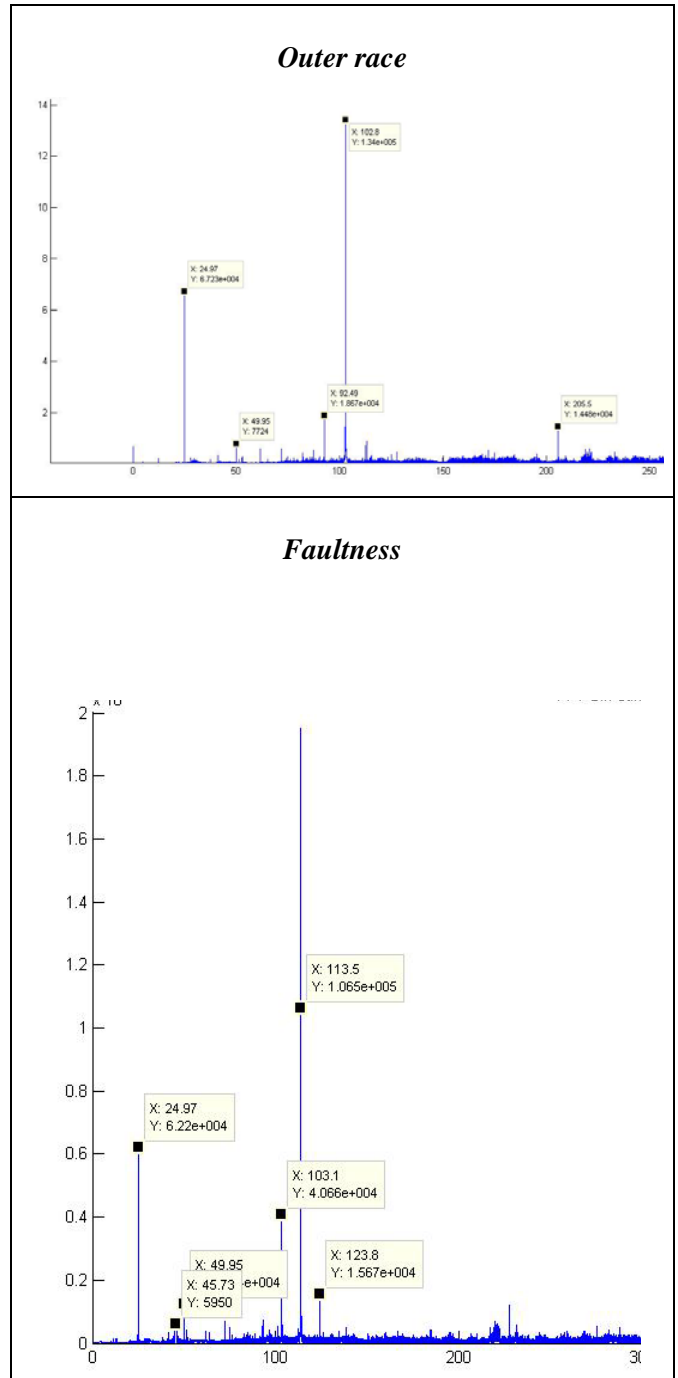 Outer race
14
12
10
8
6
4
2
X: 102.8
Y: 1.34e+005
X: 24.97
Y: 6.723e+004
X: 49.95
Y: 7724
X: 92.49
Y: 1.867e+004
X: 205.5
Y: 1.448e+004
0 50 100 150 200 250
Faultness
2
1.8
1.6
1.4
1.2
1
0.8
0.6
0.4
0.2
0
X: 113.5
Y: 1.065e+005
X: 24.97
Y: 6.22e+004
X: 103.1
Y: 4.066e+004
X: 49.95
e+004
X: 45.73
Y: 5950
X: 123.8
Y: 1.567e+004
0 100 200